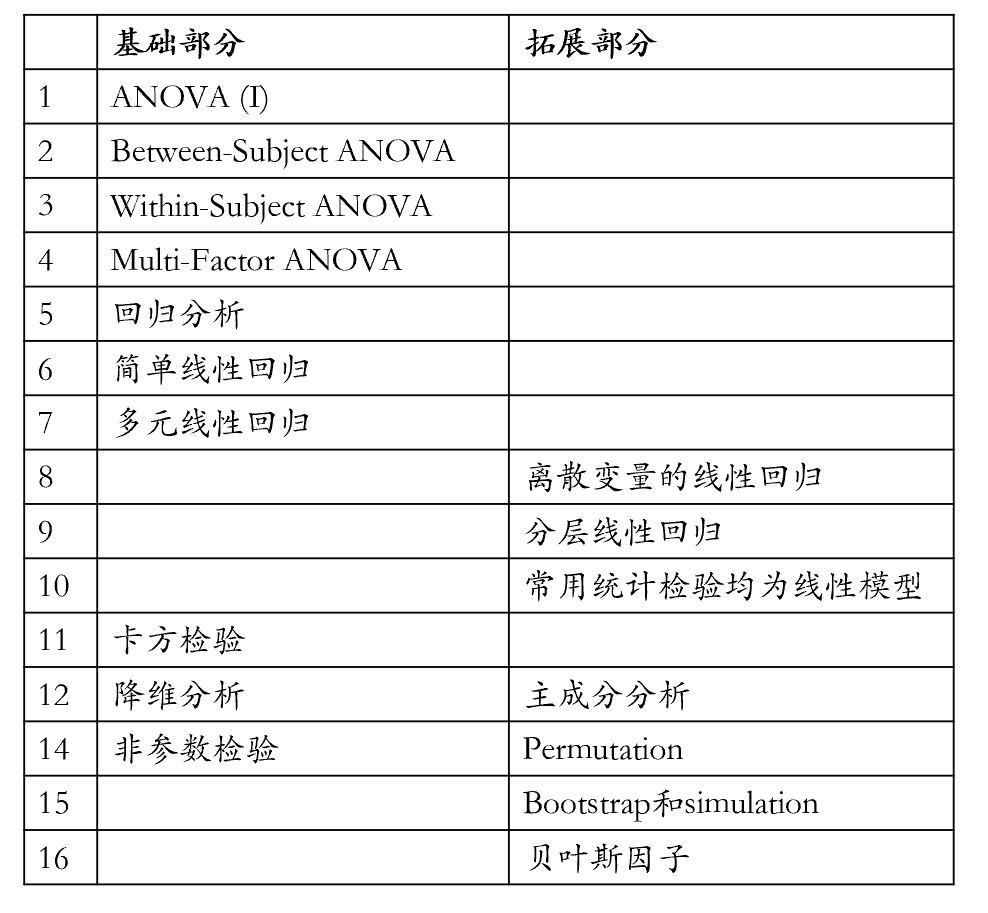 基础部分 拓展部分
1 ANOVA (I)
2 Between-Subject ANOVA
3 Within-Subject ANOVA
4 Multi-Factor ANOVA
5 回归分析
6 简单线性回归
7 多元线性回归
8 离散变量的线性回归
9 分层线性回归
10 常用统计检验均为线性模型
11 卡方检验
12 降维分析 主成分分析
14 非参数检验 Permutation
15 Bootstrap和simulation
16 贝叶斯因子